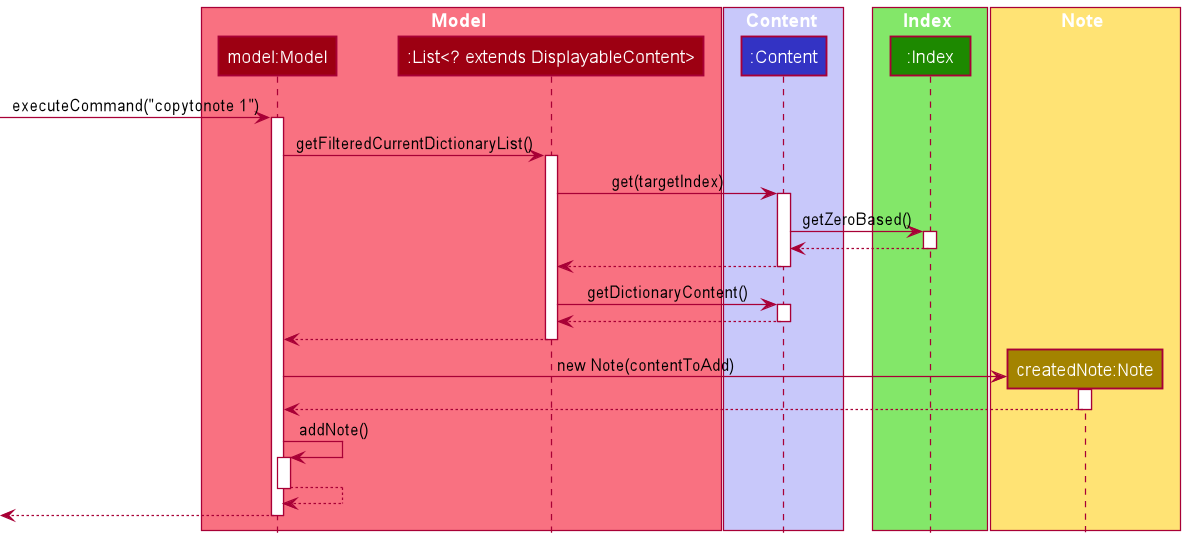 Model
Content
Index
Note
model:Model
:List<? extends DisplayableContent>
:Content
:Index
executeCommand("copytonote 1")
getFilteredCurrentDictionaryList()
get(targetIndex)
getZeroBased()
getDictionaryContent()
new Note(contentToAdd)
createdNote:Note
addNote()